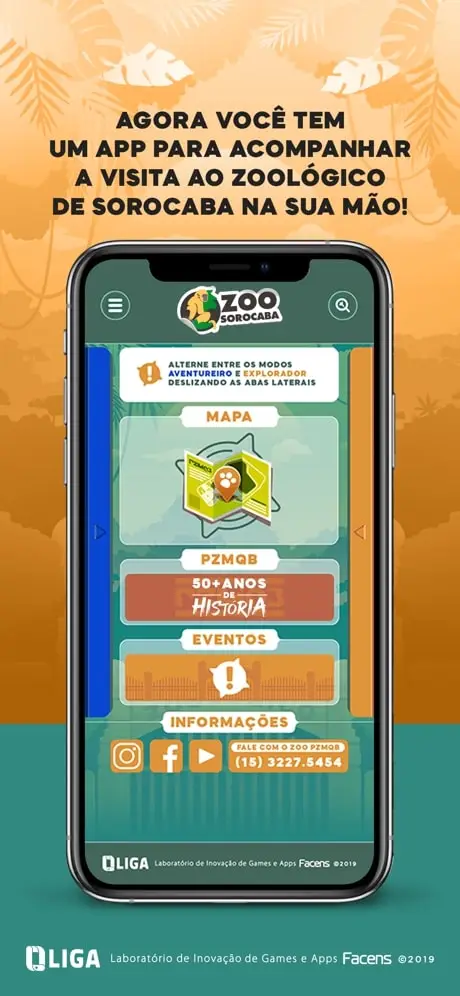 AGORA VOCÊ TEM
UM APP PARA ACOMPANHAR
A VISITA AO ZOOLÓGICO
DE SOROCABA NA SUA MÃO!
ZOO
SOROCABA
ALTERNE ENTRE OS MODOS
AVENTUREIRO E EXPLORADOR
DESLIZANDO AS ABAS LATERAIS
MAPA
PZMQB
PZMQB
50+ANOS
DE
HISTÓRIA
EVENTOS
INFORMAÇÕES
FALE COM O ZOO PZMQB
(15) 3227.5454
LIGA Laboratório de Inovação de Games e Apps Facens ©2019
LIGA Laboratório de Inovação de Games e Apps Facens ©2019